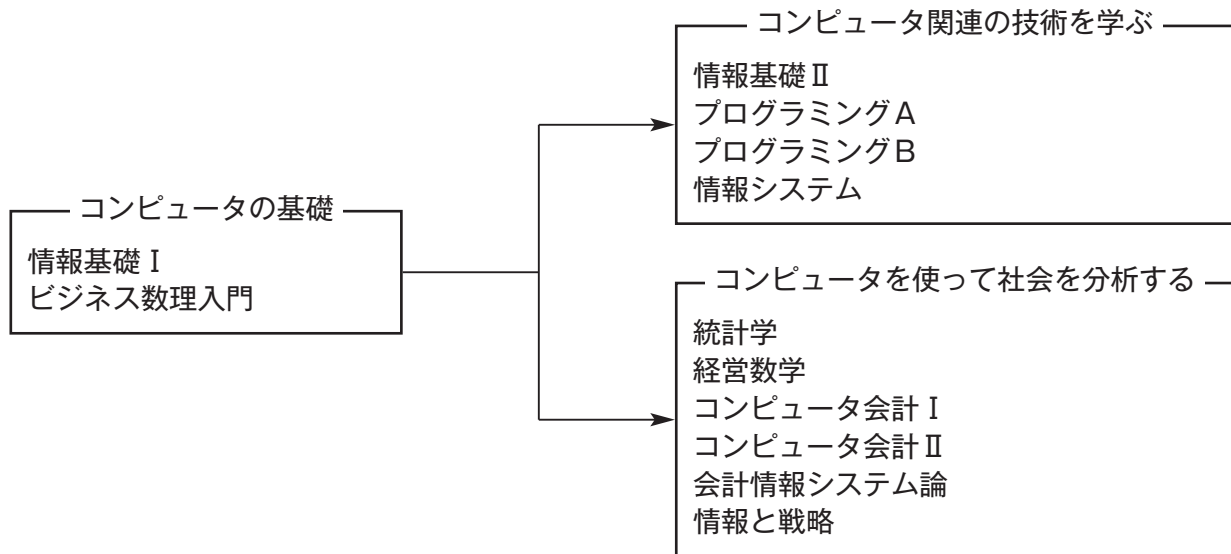 コンピュータの基礎
情報基礎Ⅰ
ビジネス数理入門
コンピュータ関連の技術を学ぶ
情報基礎Ⅱ
プログラミングA
プログラミングB
情報システム
コンピュータを使って社会を分析する
統計学
経営数学
コンピュータ会計Ⅰ
コンピュータ会計Ⅱ
会計情報システム論
情報と戦略